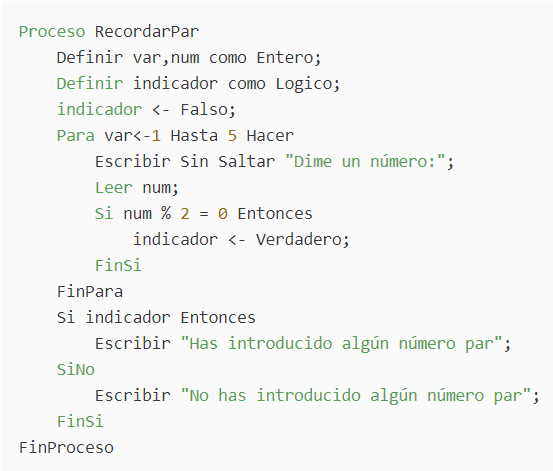 Proceso RecordarPar
    Definir var,num como Entero;
    Definir indicador como Logico;
    indicador <- Falso;
    Para var<-1 Hasta 5 Hacer
        Escribir Sin Saltar "Dime un número:";
        Leer num;
        Si num % 2 = 0 Entonces
            indicador <- Verdadero;
        FinSi
    FinPara
    Si indicador Entonces
        Escribir "Has introducido algún número par";
    SiNo
        Escribir "No has introducido algún número par";
    FinSi
FinProceso